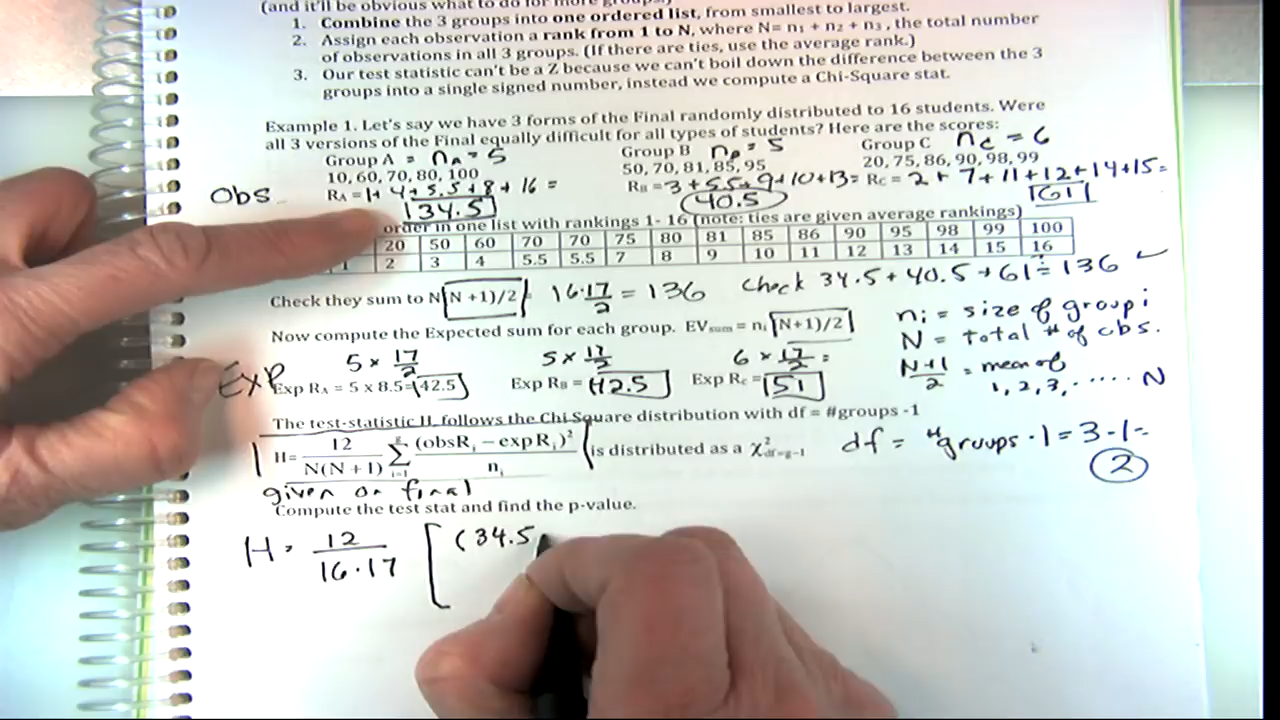 (and it'll be obvious what to do for more groups!)
1. Combine the 3 groups into one ordered list, from smallest to largest.
2. Assign each observation a rank from 1 to N, where N= n1 + n2 + n3 , the total number
of observations in all 3 groups. (If there are ties, use the average rank.)
3. Our test statistic can't be a Z because we can't boil down the difference between the 3
groups into a single signed number, instead we compute a Chi-Square stat.
Example 1. Let's say we have 3 forms of the Final randomly distributed to 16 students. Were
all 3 versions of the Final equally difficult for all types of students? Here are the scores:
Group A = nA = 5 Group B nB = 5 Group C nC = 6
10, 60, 70, 80, 100 50, 70, 81, 85, 95 20, 75, 86, 90, 98, 99
Obs RA = 1+ 4+5.5+8+16 = RB = 3+5.5+9+10+13= RC = 2+7+11+12+14+15=
34.5 40.5 61
order in one list with rankings 1- 16 (note: ties are given average rankings)
20 50 60 70 70 75 80 81 85 86 90 95 98 99 100
1 2 3 4 5.5 5.5 7 8 9 10 11 12 13 14 15 16
Check they sum to N(N +1)/2 = 16·17/2 = 136 Check 34.5+40.5+61 = 136 ✓
Now compute the Expected sum for each group. EVsum = ni(N+1)/2 ni = size of group i
N = total # of obs.
5 x 17/2 5 x 17/2 6 x 17/2 = N+1/2 = mean of
1, 2, 3, ..... N
Exp Exp RA = 5 x 8.5= 42.5 Exp RB = 42.5 Exp RC = 51
The test-statistic H, follows the Chi Square distribution with df = #groups -1
H= 12/N(N+1) ∑ i=1 g (obsRi – expRi)²/ni is distributed as a χ²df=g-1 df = #groups - 1 = 3-1=
2
given on final
Compute the test stat and find the p-value.
H = 12/16·17 [ (34.5